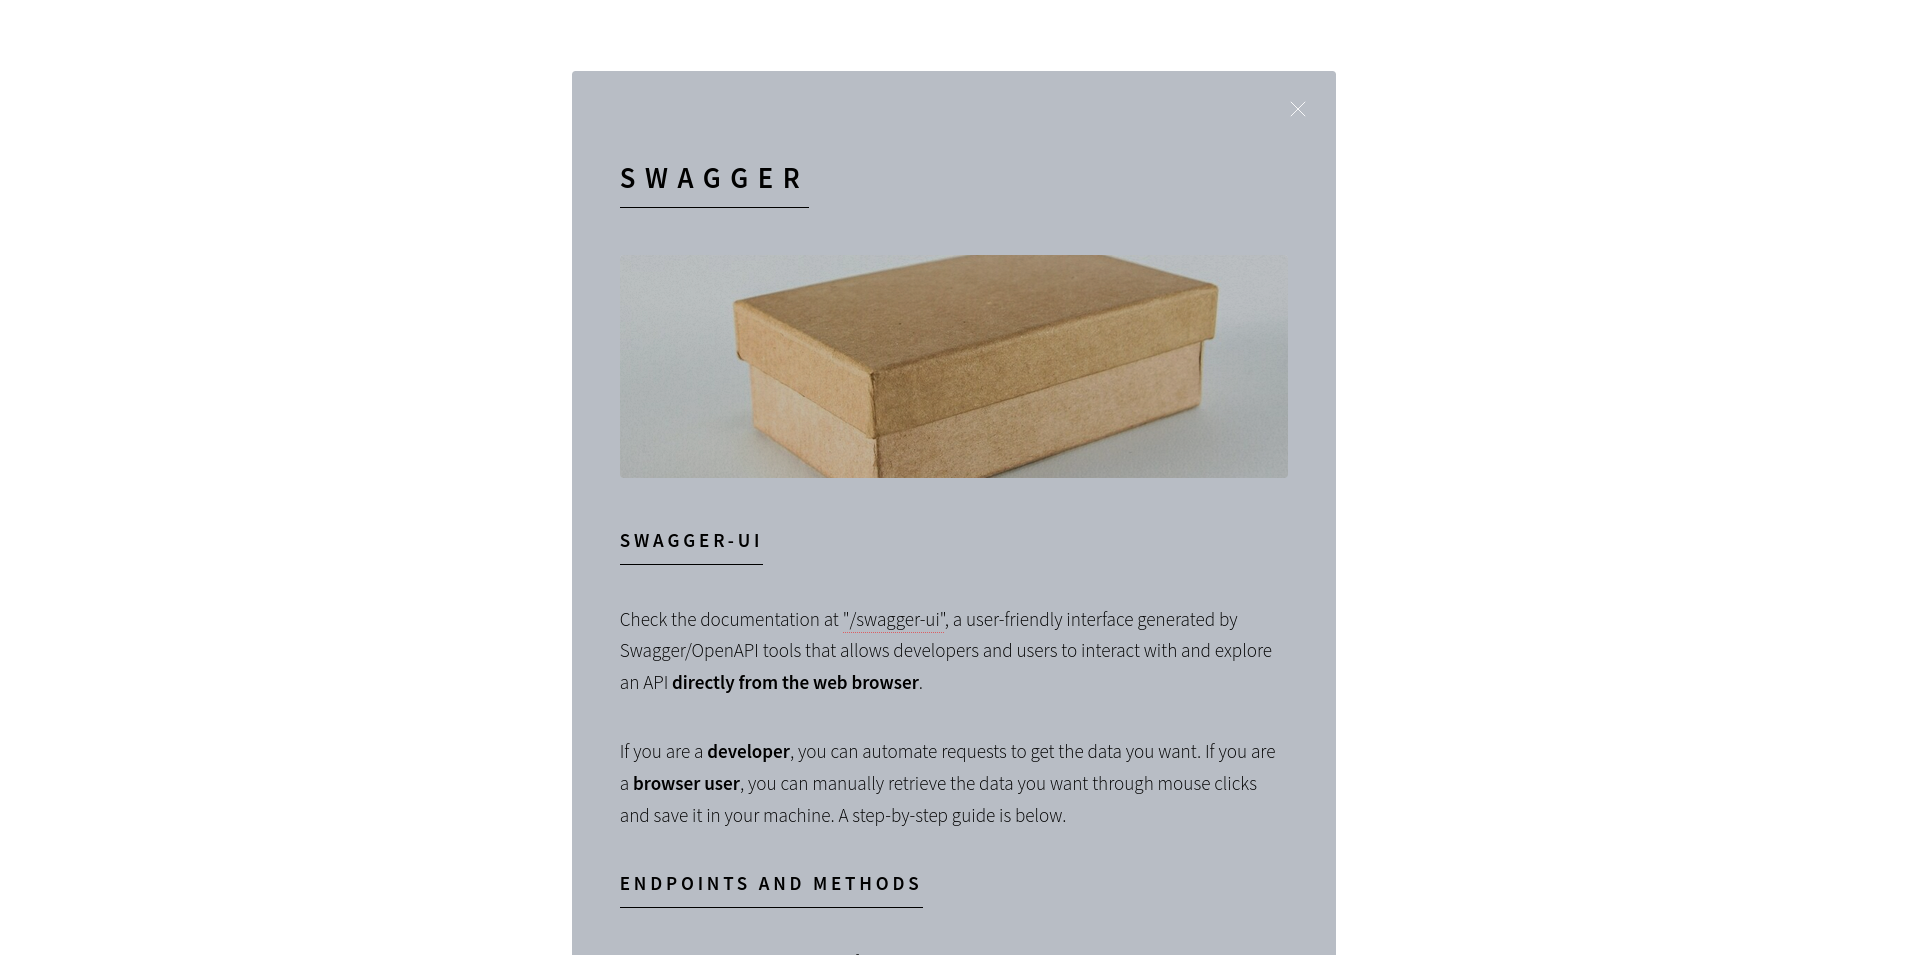 SWAGGER
SWAGGER-UI
Check the documentation at "/swagger-ui", a user-friendly interface generated by
Swagger/OpenAPI tools that allows developers and users to interact with and explore
an API directly from the web browser.
If you are a developer, you can automate requests to get the data you want. If you are
a browser user, you can manually retrieve the data you want through mouse clicks
and save it in your machine. A step-by-step guide is below.
ENDPOINTS AND METHODS